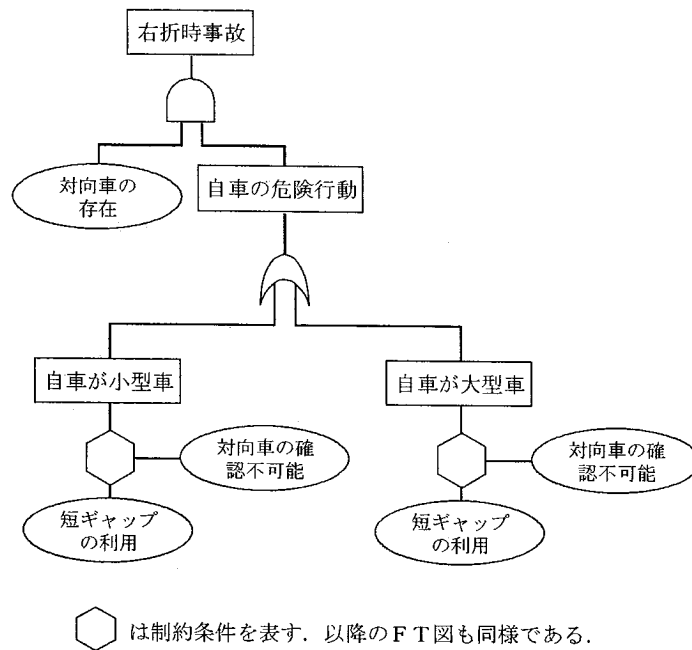 右折時事故
対向車の
存在
自車の危険行動
自車が小型車
自車が大型車
対向車の確
認不可能
対向車の確
認不可能
短ギャップ
の利用
短ギャップ
の利用
は制約条件を表す．以降のＦＴ図も同様である．